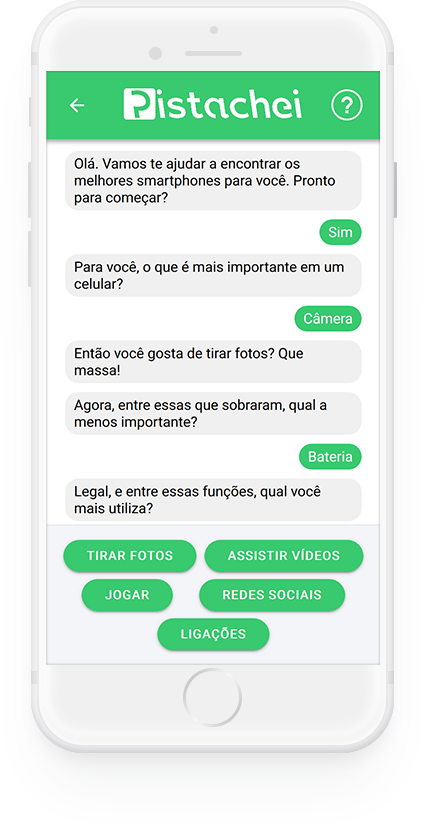 Pistachei ?
Olá. Vamos te ajudar a encontrar os
melhores smartphones para você. Pronto
para começar?
Sim
Para você, o que é mais importante em um
celular?
Câmera
Então você gosta de tirar fotos? Que
massa!
Agora, entre essas que sobraram, qual a
menos importante?
Bateria
Legal, e entre essas funções, qual você
mais utiliza?
TIRAR FOTOS ASSISTIR VÍDEOS
JOGAR REDES SOCIAIS
LIGAÇÕES